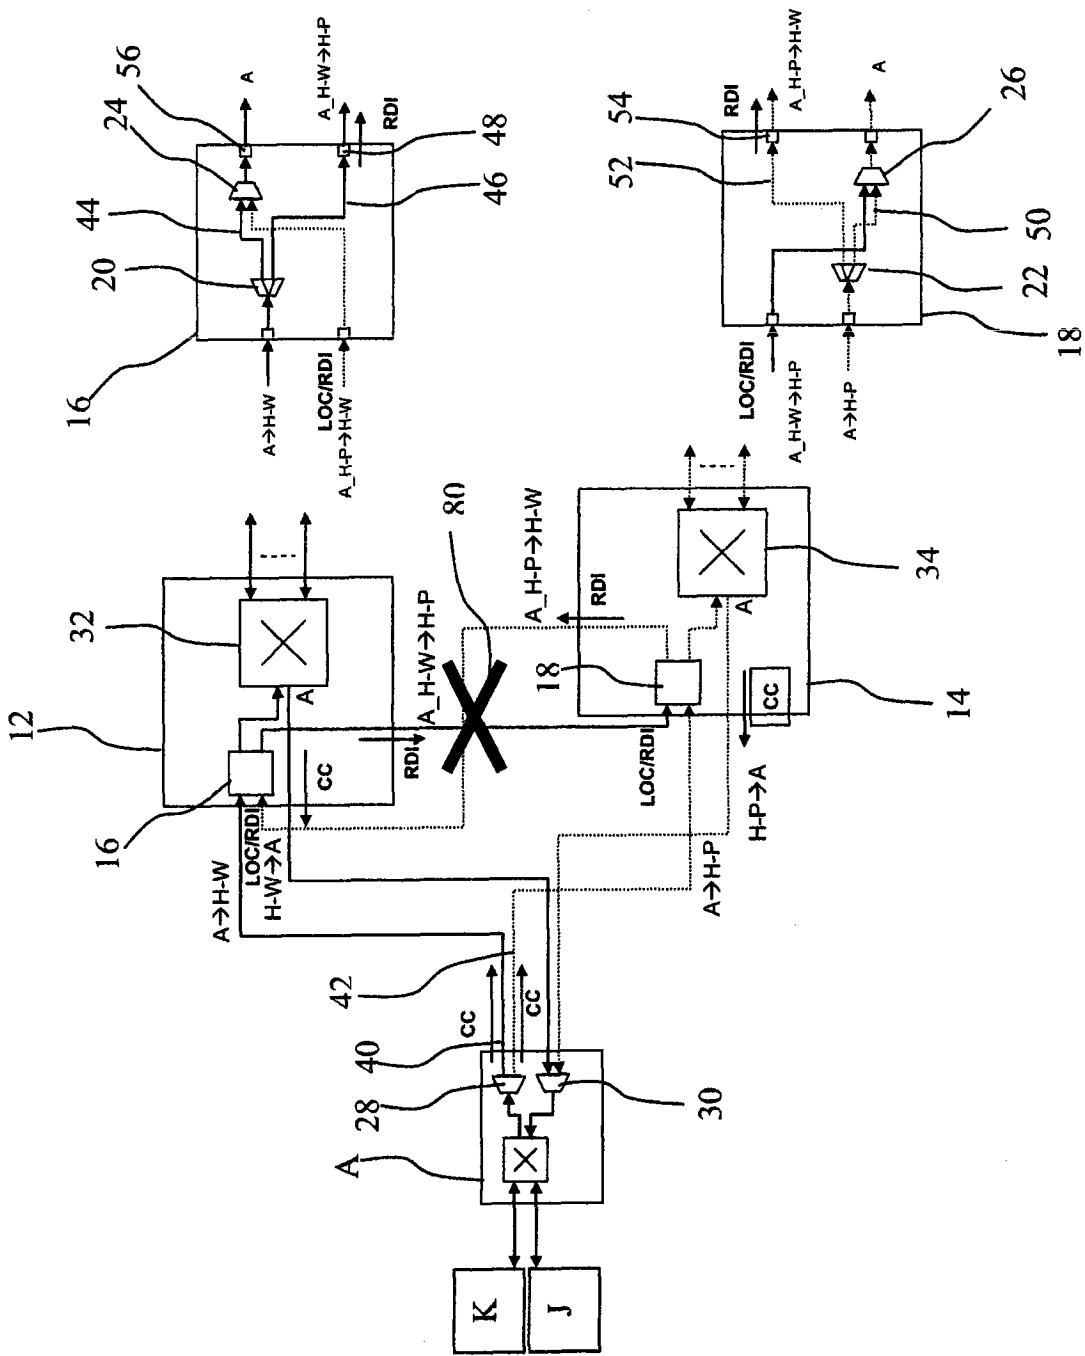 16
20
44
24
56
A
A_H-W→H-P
RDI
48
46
A→H-W
LOC/RDI
A_H-P→H-W
18
22
50
26
A
A_H-P→H-W
RDI
54
52
LOC/RDI
A_H-W→H-P
A→H-P
12
32
A
16
LOC/RDI
H-W→A
A→H-W
CC
RDI
A_H-W→H-P
80
A_H-P→H-W
RDI
18
LOC/RDI
A
34
14
CC
H-P→A
A→H-P
42
40
CC
CC
28
30
A
K
J